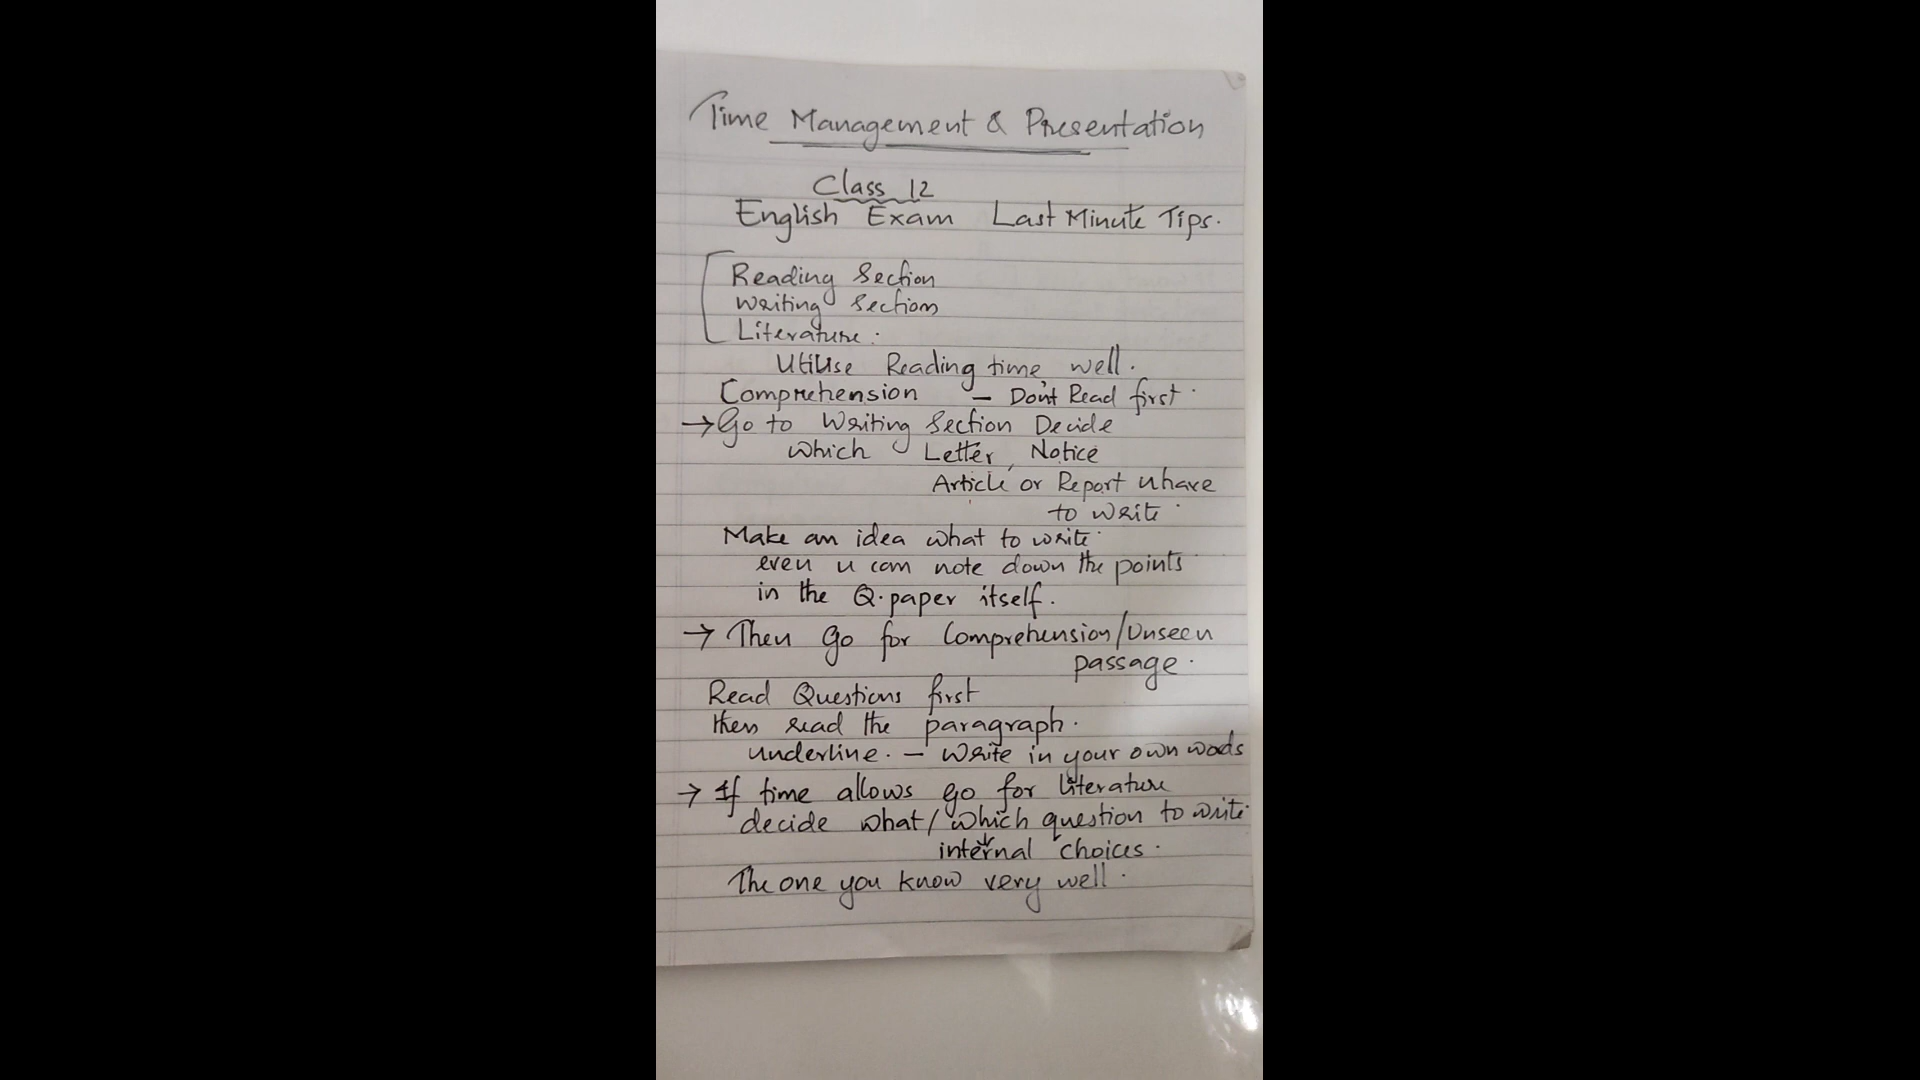 Time Management & Presentation
Class 12
English Exam Last Minute Tips.
Reading Section
Writing Section
Literature.
Utilise Reading time well.
Comprehension - Don't Read first.
→ Go to Writing Section Decide
which Letter, Notice
Article or Report u have
to write.
Make an idea what to write.
even u can note down the points
in the Q. paper itself.
→ Then go for Comprehension/Unseen
passage.
Read Questions first
then read the paragraph.
underline. - Write in your own wods
→ If time allows go for literature
decide what/which question to write.
internal choices.
The one you know very well.